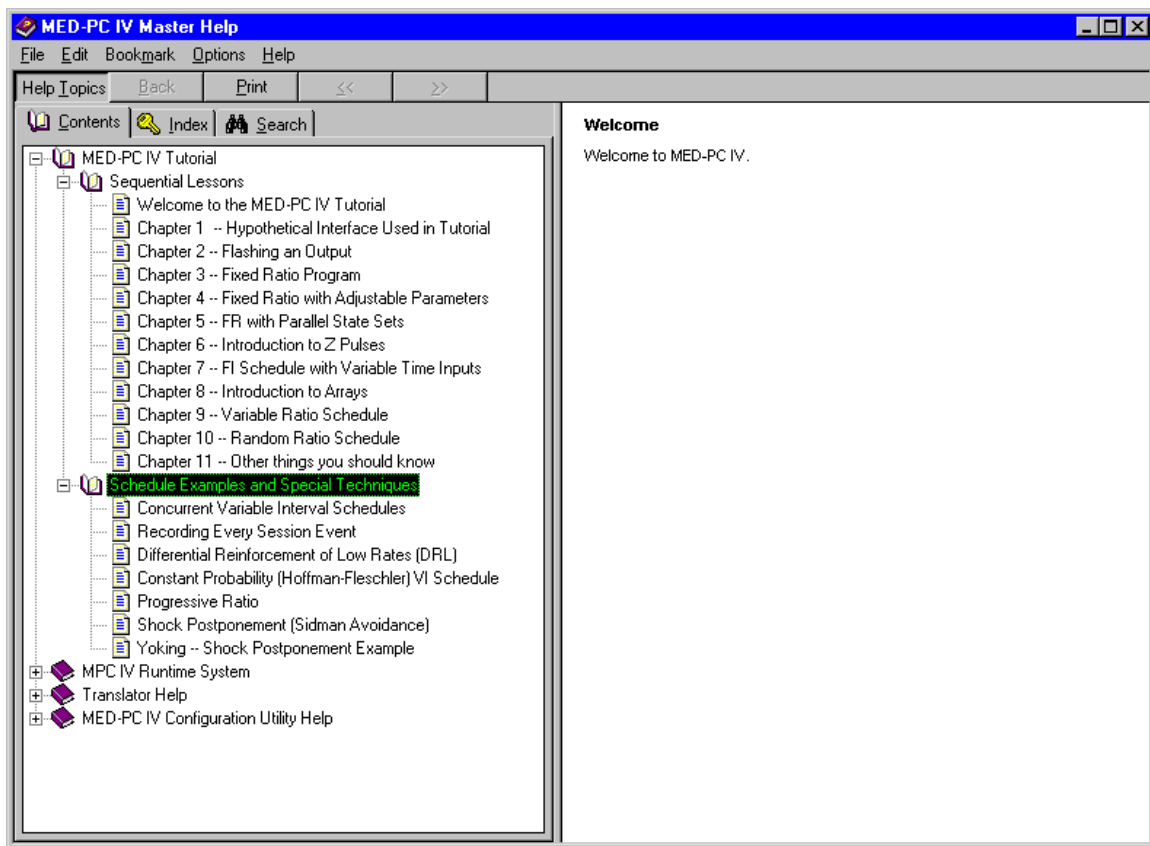 MED-PC IV Master Help
File Edit Bookmark Options Help
Help Topics Back Print << >>
Contents Index Search
MED-PC IV Tutorial
Sequential Lessons
Welcome to the MED-PC IV Tutorial
Chapter 1 -- Hypothetical Interface Used in Tutorial
Chapter 2 -- Flashing an Output
Chapter 3 -- Fixed Ratio Program
Chapter 4 -- Fixed Ratio with Adjustable Parameters
Chapter 5 -- FR with Parallel State Sets
Chapter 6 -- Introduction to Z Pulses
Chapter 7 -- FI Schedule with Variable Time Inputs
Chapter 8 -- Introduction to Arrays
Chapter 9 -- Variable Ratio Schedule
Chapter 10 -- Random Ratio Schedule
Chapter 11 -- Other things you should know
Schedule Examples and Special Techniques
Concurrent Variable Interval Schedules
Recording Every Session Event
Differential Reinforcement of Low Rates (DRL)
Constant Probability (Hoffman-Fleschler) VI Schedule
Progressive Ratio
Shock Postponement (Sidman Avoidance)
Yoking -- Shock Postponement Example
MPC IV Runtime System
Translator Help
MED-PC IV Configuration Utility Help
Welcome
Welcome to MED-PC IV.